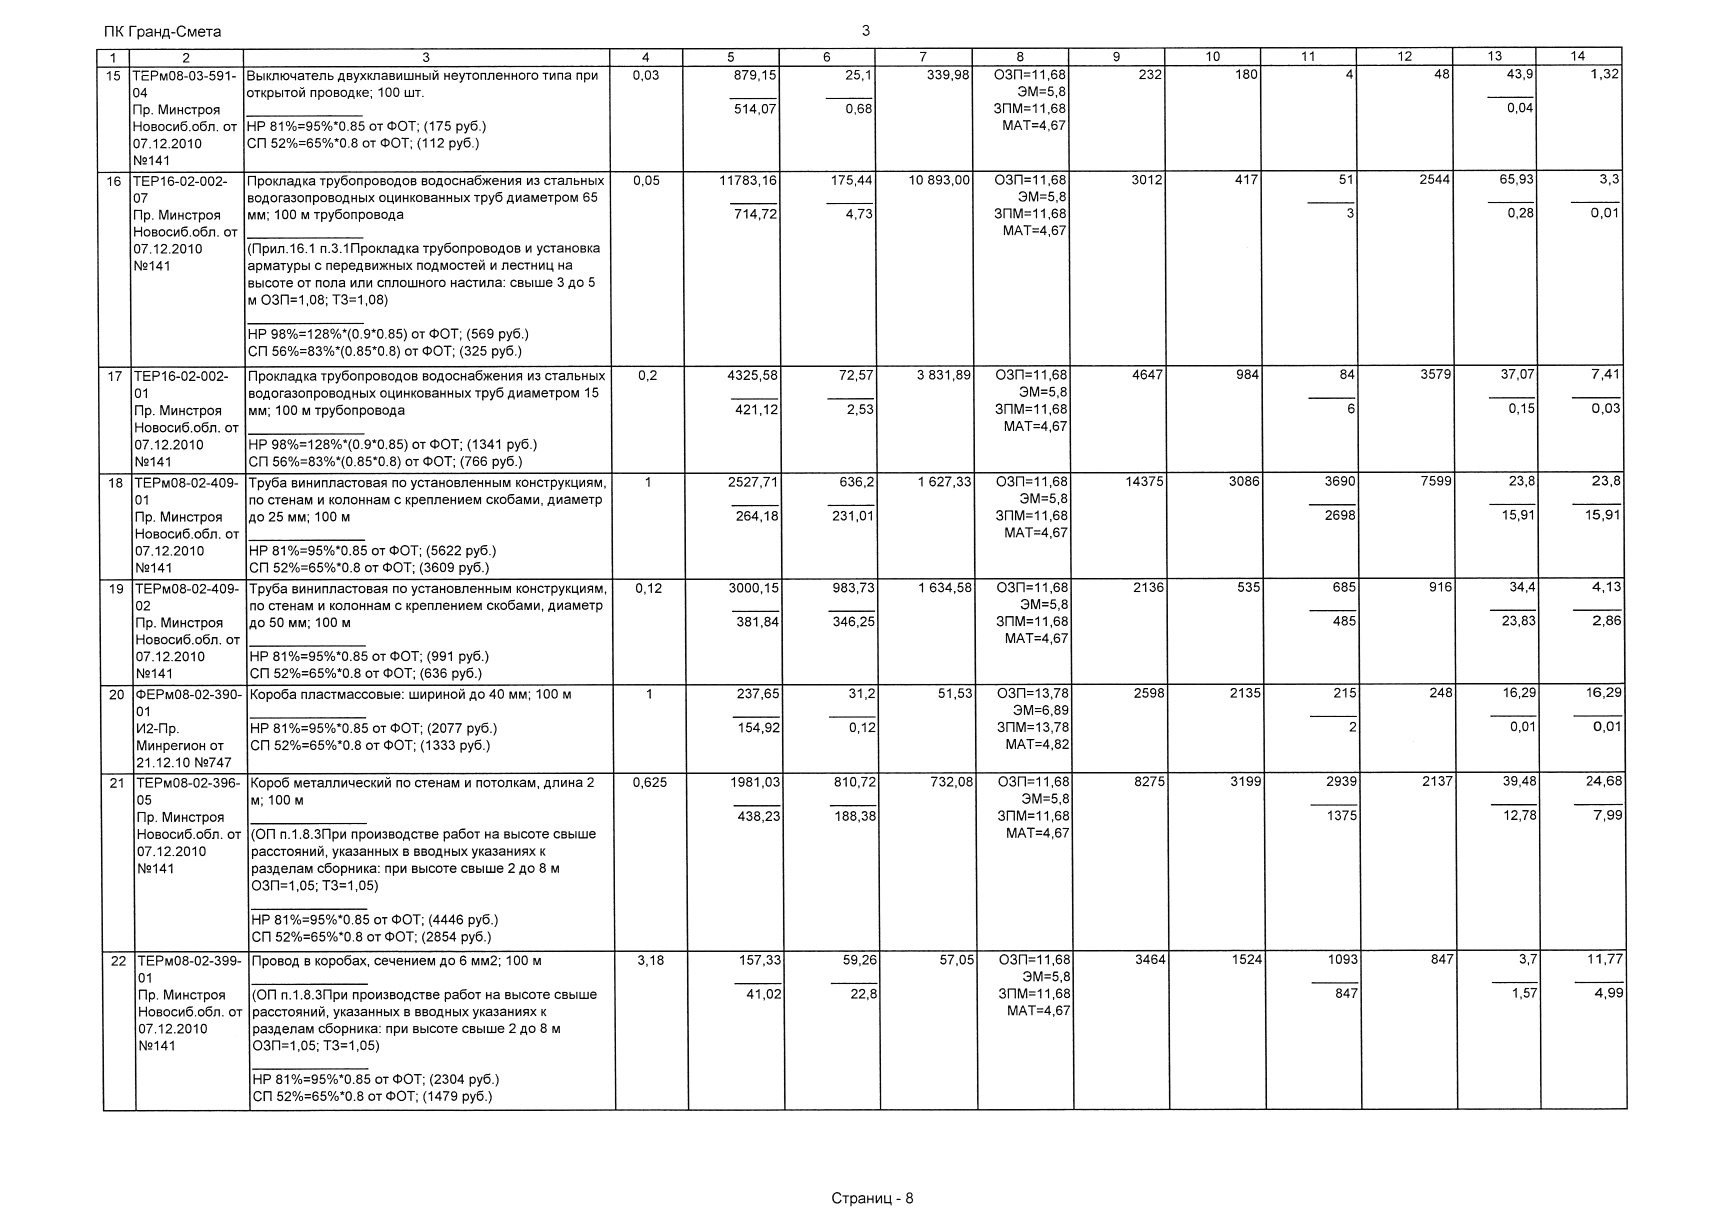 ПК Гранд-Смета
3
1 2 3 4 5 6 7 8 9 10 11 12 13 14
15 ТЕРм08-03-591- Выключатель двухклавишный неутопленного типа при 0,03 879,15 25,1 339,98 ОЗП=11,68 232 180 4 48 43,9 1,32
04 открытой проводке; 100 шт. ЭМ=5,8
Пр. Минстроя 514,07 0,68 ЗПМ=11,68 0,04
Новосиб.обл. от НР 81%=95%*0.85 от ФОТ; (175 руб.) МАТ=4,67
07.12.2010 СП 52%=65%*0.8 от ФОТ; (112 руб.)
№141
16 ТЕР16-02-002- Прокладка трубопроводов водоснабжения из стальных 0,05 11783,16 175,44 10 893,00 ОЗП=11,68 3012 417 51 2544 65,93 3,3
07 водогазопроводных оцинкованных труб диаметром 65 ЭМ=5,8
Пр. Минстроя мм; 100 м трубопровода 714,72 4,73 ЗПМ=11,68 3 0,28 0,01
Новосиб.обл. от МАТ=4,67
07.12.2010 (Прил.16.1 п.3.1Прокладка трубопроводов и установка
№141 арматуры с передвижных подмостей и лестниц на
высоте от пола или сплошного настила: свыше 3 до 5
м ОЗП=1,08; ТЗ=1,08)
НР 98%=128%*(0.9*0.85) от ФОТ; (569 руб.)
СП 56%=83%*(0.85*0.8) от ФОТ; (325 руб.)
17 ТЕР16-02-002- Прокладка трубопроводов водоснабжения из стальных 0,2 4325,58 72,57 3 831,89 ОЗП=11,68 4647 984 84 3579 37,07 7,41
01 водогазопроводных оцинкованных труб диаметром 15 ЭМ=5,8
Пр. Минстроя мм; 100 м трубопровода 421,12 2,53 ЗПМ=11,68 6 0,15 0,03
Новосиб.обл. от МАТ=4,67
07.12.2010 НР 98%=128%*(0.9*0.85) от ФОТ; (1341 руб.)
№141 СП 56%=83%*(0.85*0.8) от ФОТ; (766 руб.)
18 ТЕРм08-02-409- Труба винипластовая по установленным конструкциям, 1 2527,71 636,2 1 627,33 ОЗП=11,68 14375 3086 3690 7599 23,8 23,8
01 по стенам и колоннам с креплением скобами, диаметр ЭМ=5,8
Пр. Минстроя до 25 мм; 100 м 264,18 231,01 ЗПМ=11,68 2698 15,91 15,91
Новосиб.обл. от МАТ=4,67
07.12.2010 НР 81%=95%*0.85 от ФОТ; (5622 руб.)
№141 СП 52%=65%*0.8 от ФОТ; (3609 руб.)
19 ТЕРм08-02-409- Труба винипластовая по установленным конструкциям, 0,12 3000,15 983,73 1 634,58 ОЗП=11,68 2136 535 685 916 34,4 4,13
02 по стенам и колоннам с креплением скобами, диаметр ЭМ=5,8
Пр. Минстроя до 50 мм; 100 м 381,84 346,25 ЗПМ=11,68 485 23,83 2,86
Новосиб.обл. от МАТ=4,67
07.12.2010 НР 81%=95%*0.85 от ФОТ; (991 руб.)
№141 СП 52%=65%*0.8 от ФОТ; (636 руб.)
20 ФЕРм08-02-390- Короба пластмассовые: шириной до 40 мм; 100 м 1 237,65 31,2 51,53 ОЗП=13,78 2598 2135 215 248 16,29 16,29
01 ЭМ=6,89
И2-Пр. НР 81%=95%*0.85 от ФОТ; (2077 руб.) 154,92 0,12 ЗПМ=13,78 2 0,01 0,01
Минрегион от СП 52%=65%*0.8 от ФОТ; (1333 руб.) МАТ=4,82
21.12.10 №747
21 ТЕРм08-02-396- Короб металлический по стенам и потолкам, длина 2 0,625 1981,03 810,72 732,08 ОЗП=11,68 8275 3199 2939 2137 39,48 24,68
05 м; 100 м ЭМ=5,8
Пр. Минстроя 438,23 188,38 ЗПМ=11,68 1375 12,78 7,99
Новосиб.обл. от (ОП п.1.8.3При производстве работ на высоте свыше МАТ=4,67
07.12.2010 расстояний, указанных в вводных указаниях к
№141 разделам сборника: при высоте свыше 2 до 8 м
ОЗП=1,05; ТЗ=1,05)
НР 81%=95%*0.85 от ФОТ; (4446 руб.)
СП 52%=65%*0.8 от ФОТ; (2854 руб.)
22 ТЕРм08-02-399- Провод в коробах, сечением до 6 мм2; 100 м 3,18 157,33 59,26 57,05 ОЗП=11,68 3464 1524 1093 847 3,7 11,77
01 ЭМ=5,8
Пр. Минстроя (ОП п.1.8.3При производстве работ на высоте свыше 41,02 22,8 ЗПМ=11,68 847 1,57 4,99
Новосиб.обл. от расстояний, указанных в вводных указаниях к МАТ=4,67
07.12.2010 разделам сборника: при высоте свыше 2 до 8 м
№141 ОЗП=1,05; ТЗ=1,05)
НР 81%=95%*0.85 от ФОТ; (2304 руб.)
СП 52%=65%*0.8 от ФОТ; (1479 руб.)
Страниц - 8